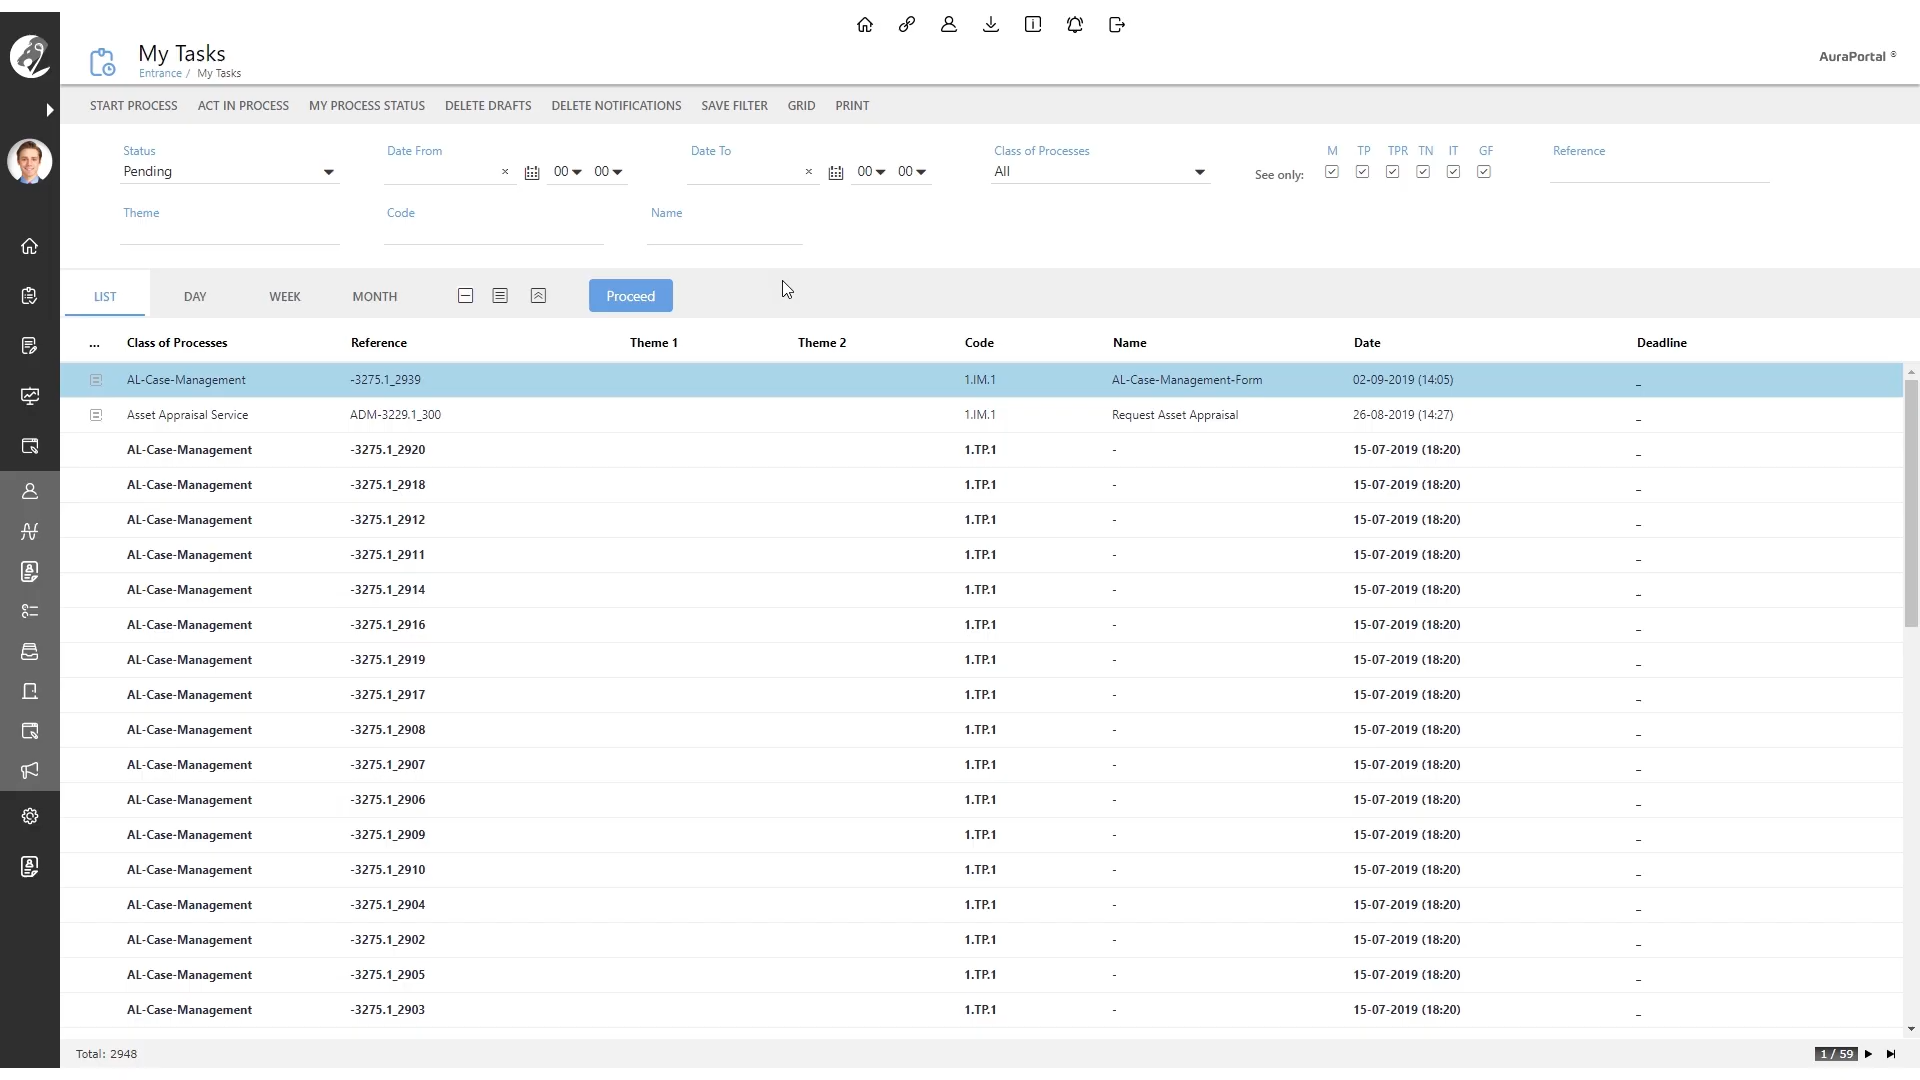 My Tasks
Entrance / My Tasks
AuraPortal ®
START PROCESS ACT IN PROCESS MY PROCESS STATUS DELETE DRAFTS DELETE NOTIFICATIONS SAVE FILTER GRID PRINT
Status Date From Date To Class of Processes M TP TPR TN IT GF Reference
Pending × 00 00 × 00 00 All See only:
Theme Code Name
LIST DAY WEEK MONTH Proceed
... Class of Processes Reference Theme 1 Theme 2 Code Name Date Deadline
AL-Case-Management -3275.1_2939 1.IM.1 AL-Case-Management-Form 02-09-2019 (14:05) _
Asset Appraisal Service ADM-3229.1_300 1.IM.1 Request Asset Appraisal 26-08-2019 (14:27) _
AL-Case-Management -3275.1_2920 1.TP.1 - 15-07-2019 (18:20) _
AL-Case-Management -3275.1_2918 1.TP.1 - 15-07-2019 (18:20) _
AL-Case-Management -3275.1_2912 1.TP.1 - 15-07-2019 (18:20) _
AL-Case-Management -3275.1_2911 1.TP.1 - 15-07-2019 (18:20) _
AL-Case-Management -3275.1_2914 1.TP.1 - 15-07-2019 (18:20) _
AL-Case-Management -3275.1_2916 1.TP.1 - 15-07-2019 (18:20) _
AL-Case-Management -3275.1_2919 1.TP.1 - 15-07-2019 (18:20) _
AL-Case-Management -3275.1_2917 1.TP.1 - 15-07-2019 (18:20) _
AL-Case-Management -3275.1_2908 1.TP.1 - 15-07-2019 (18:20) _
AL-Case-Management -3275.1_2907 1.TP.1 - 15-07-2019 (18:20) _
AL-Case-Management -3275.1_2906 1.TP.1 - 15-07-2019 (18:20) _
AL-Case-Management -3275.1_2909 1.TP.1 - 15-07-2019 (18:20) _
AL-Case-Management -3275.1_2910 1.TP.1 - 15-07-2019 (18:20) _
AL-Case-Management -3275.1_2904 1.TP.1 - 15-07-2019 (18:20) _
AL-Case-Management -3275.1_2902 1.TP.1 - 15-07-2019 (18:20) _
AL-Case-Management -3275.1_2905 1.TP.1 - 15-07-2019 (18:20) _
AL-Case-Management -3275.1_2903 1.TP.1 - 15-07-2019 (18:20) _
Total: 2948 1 / 59